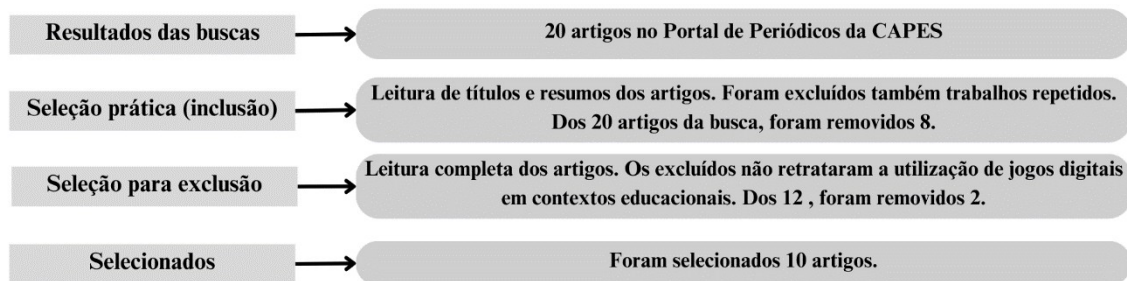 Resultados das buscas
20 artigos no Portal de Periódicos da CAPES
Seleção prática (inclusão)
Leitura de títulos e resumos dos artigos. Foram excluídos também trabalhos repetidos.
Dos 20 artigos da busca, foram removidos 8.
Seleção para exclusão
Leitura completa dos artigos. Os excluídos não retrataram a utilização de jogos digitais
em contextos educacionais. Dos 12 , foram removidos 2.
Selecionados
Foram selecionados 10 artigos.